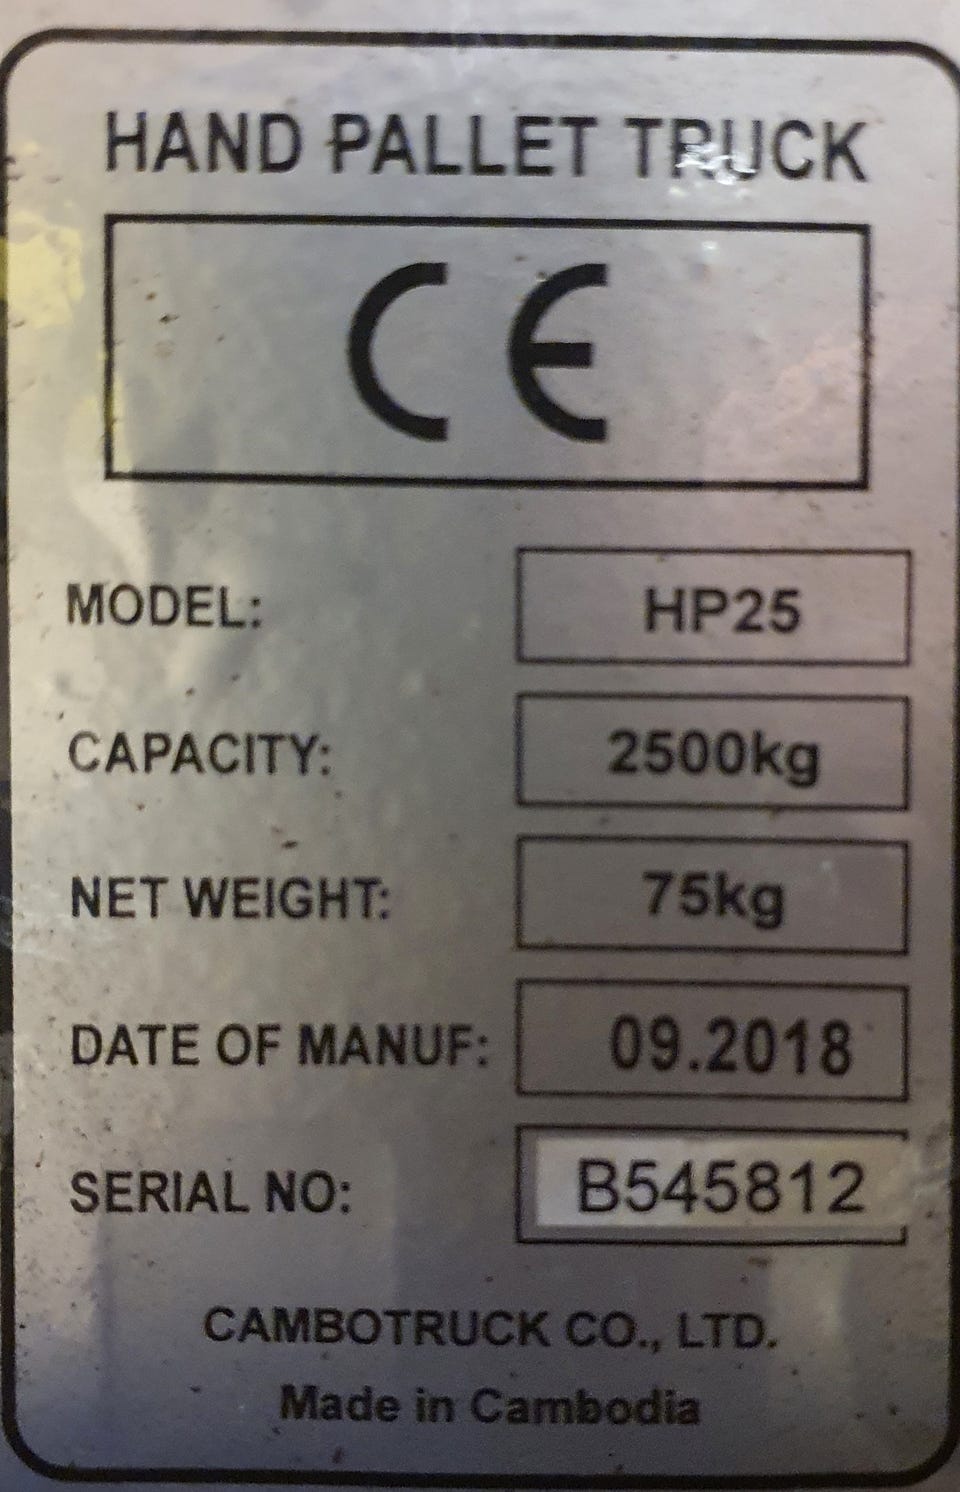 HAND PALLET TRUCK
CE
MODEL: HP25
CAPACITY: 2500kg
NET WEIGHT: 75kg
DATE OF MANUF: 09.2018
SERIAL NO: B545812
CAMBOTRUCK CO., LTD.
Made in Cambodia